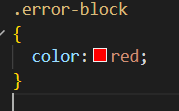 .error-block
{
color: red;
}